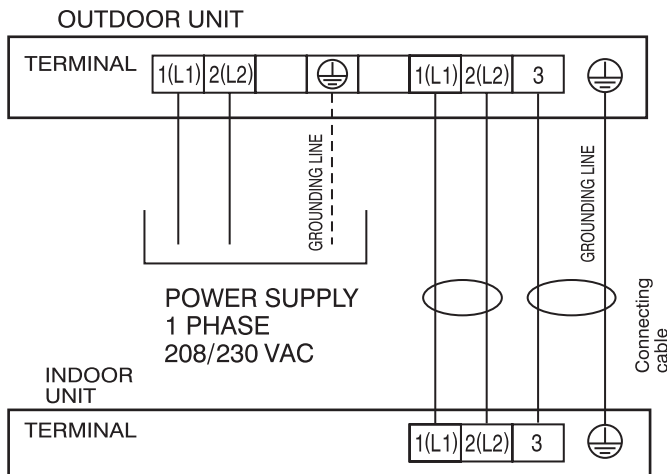 OUTDOOR UNIT
TERMINAL
1(L1) 2(L2) 1(L1) 2(L2) 3
GROUNDING LINE
GROUNDING LINE
POWER SUPPLY
1 PHASE
208/230 VAC
Connecting
cable
INDOOR
UNIT
TERMINAL
1(L1) 2(L2) 3